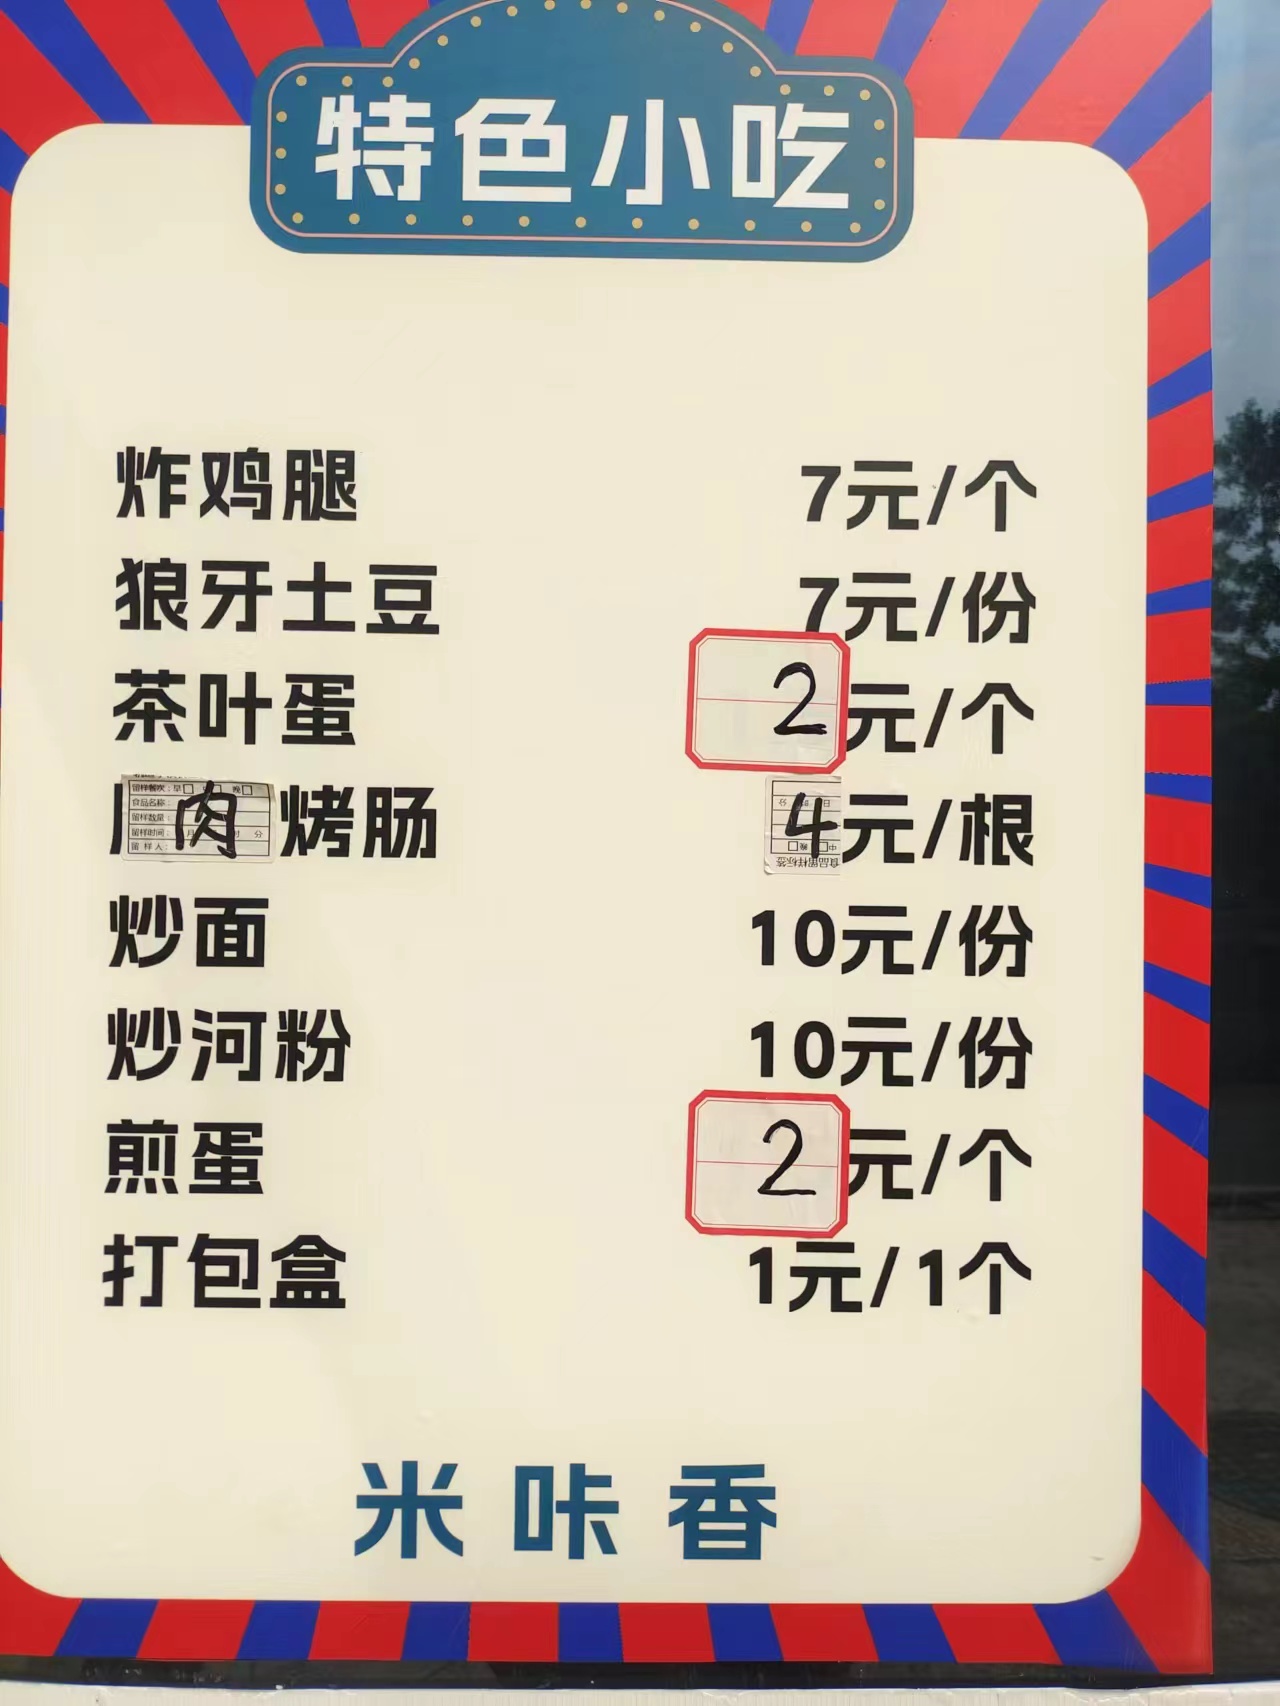 特色小吃
炸鸡腿 7元/个
狼牙土豆 7元/份
茶叶蛋 2元/个
肉烤肠 4元/根
炒面 10元/份
炒河粉 10元/份
煎蛋 2元/个
打包盒 1元/1个
米咔香